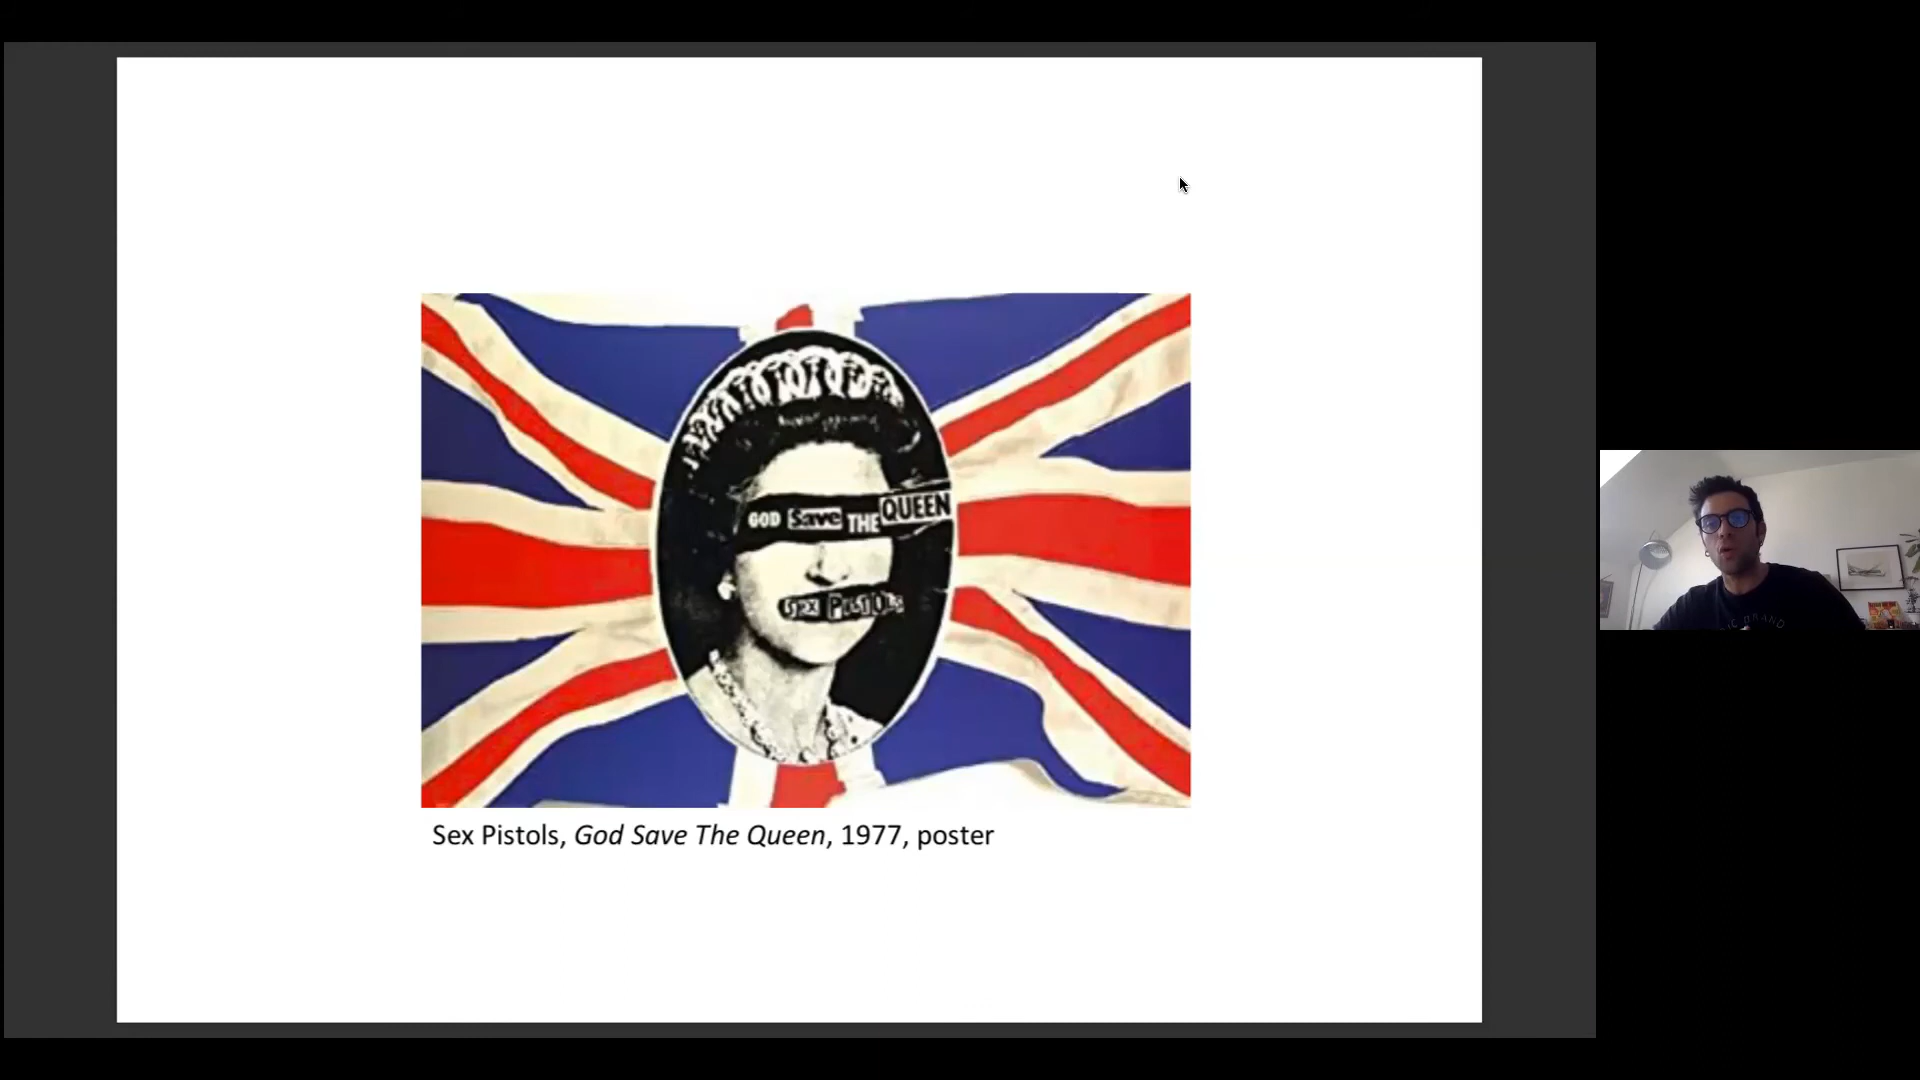 GOD Save THE QUEEN
SEX PISTOLS
Sex Pistols, God Save The Queen, 1977, poster